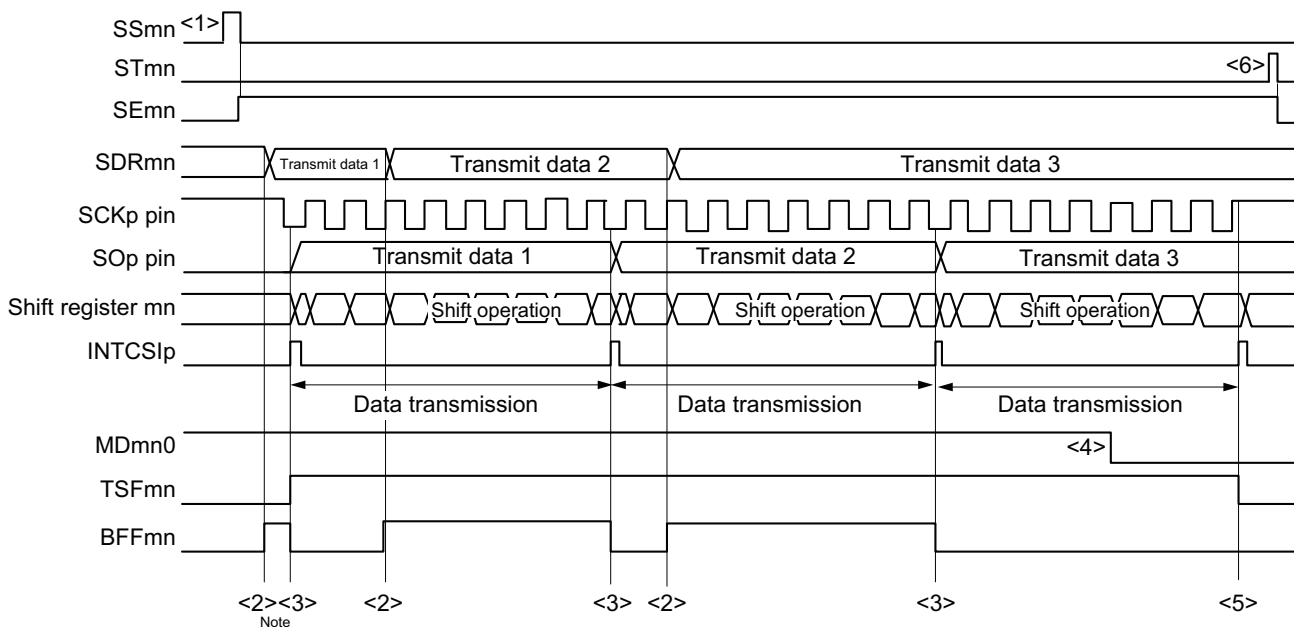 SSmn <1>
STmn <6>
SEmn
SDRmn Transmit data 1 Transmit data 2 Transmit data 3
SCKp pin
SOp pin Transmit data 1 Transmit data 2 Transmit data 3
Shift register mn Shift operation Shift operation Shift operation
INTCSIp
Data transmission Data transmission Data transmission
MDmn0 <4>
TSFmn
BFFmn
<2> <3> <2> <3> <2> <3> <5>
Note